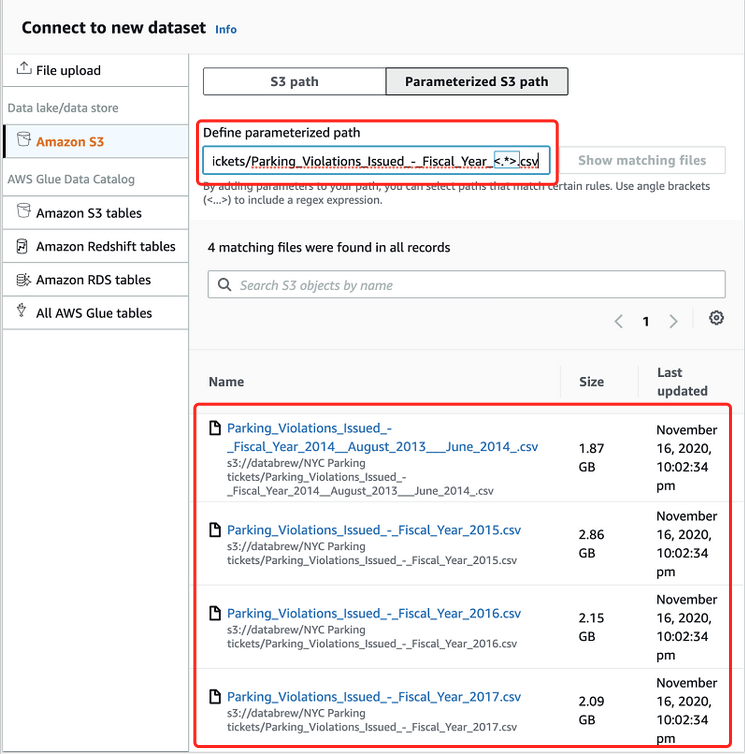 Connect to new dataset Info
File upload
Data lake/data store
Amazon S3
AWS Glue Data Catalog
Amazon S3 tables
Amazon Redshift tables
Amazon RDS tables
All AWS Glue tables
S3 path
Parameterized S3 path
Define parameterized path
ickets/Parking_Violations_Issued_-_Fiscal_Year_<.*>.csv
Show matching files
By adding parameters to your path, you can select paths that match certain rules. Use angle brackets
(<...>) to include a regex expression.
4 matching files were found in all records
Search S3 objects by name
1
Name
Size
Last
updated
Parking_Violations_Issued_-
_Fiscal_Year_2014__August_2013___June_2014_.csv
s3://databrew/NYC Parking
tickets/Parking_Violations_Issued_-
_Fiscal_Year_2014__August_2013___June_2014_.csv
1.87
GB
November
16, 2020,
10:02:34
pm
Parking_Violations_Issued_-_Fiscal_Year_2015.csv
s3://databrew/NYC Parking
tickets/Parking_Violations_Issued_-_Fiscal_Year_2015.csv
2.86
GB
November
16, 2020,
10:02:34
pm
Parking_Violations_Issued_-_Fiscal_Year_2016.csv
s3://databrew/NYC Parking
tickets/Parking_Violations_Issued_-_Fiscal_Year_2016.csv
2.15
GB
November
16, 2020,
10:02:34
pm
Parking_Violations_Issued_-_Fiscal_Year_2017.csv
s3://databrew/NYC Parking
tickets/Parking_Violations_Issued_-_Fiscal_Year_2017.csv
2.09
GB
November
16, 2020,
10:02:34
pm